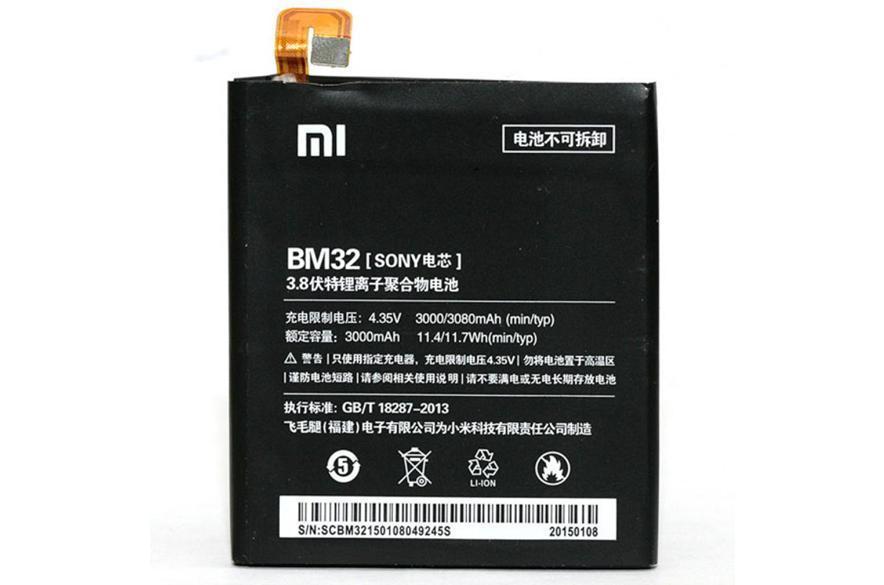 mi
电池不可拆卸
BM32 [ SONY电芯 ]
3.8伏特锂离子聚合物电池
充电限制电压: 4.35V 3000/3080mAh (min/typ)
额定容量: 3000mAh 11.4/11.7Wh(min/typ)
警告 | 只使用指定充电器, 充电限制电压4.35V | 勿将电池置于高温区
| 谨防电池短路 | 请参阅相关使用说明 | 请不要满电或无电长期存放电池
执行标准: GB/T 18287-2013
飞毛腿(福建)电子有限公司为小米科技有限责任公司制造
5
LI-ION
S/N:SCBM32150108049245S 20150108